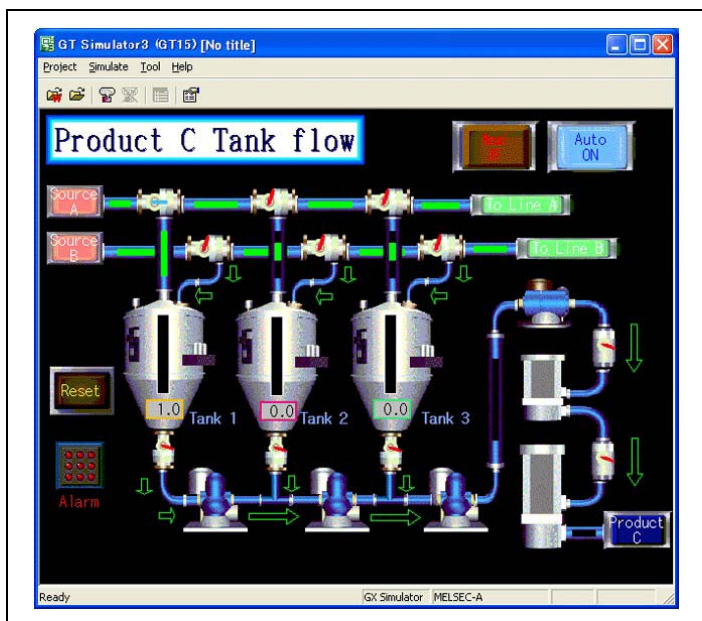 GT Simulator3 (GT15) [No title]
Project Simulate Tool Help
Product C Tank flow
Auto
ON
Source
A
To Line A
Source
B
To Line B
Reset
1.0
Tank 1
0.0
Tank 2
0.0
Tank 3
Alarm
Product
C
Ready
GX Simulator
MELSEC-A